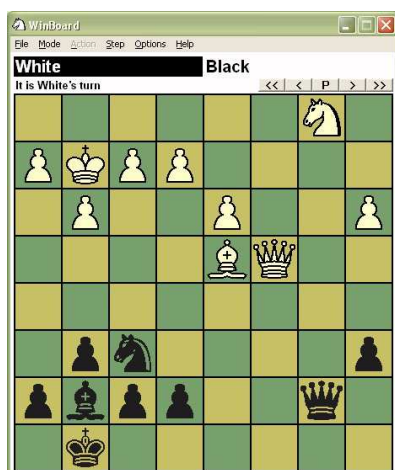 WinBoard
File Mode Action Step Options Help
White Black
It is White's turn << < P > >>